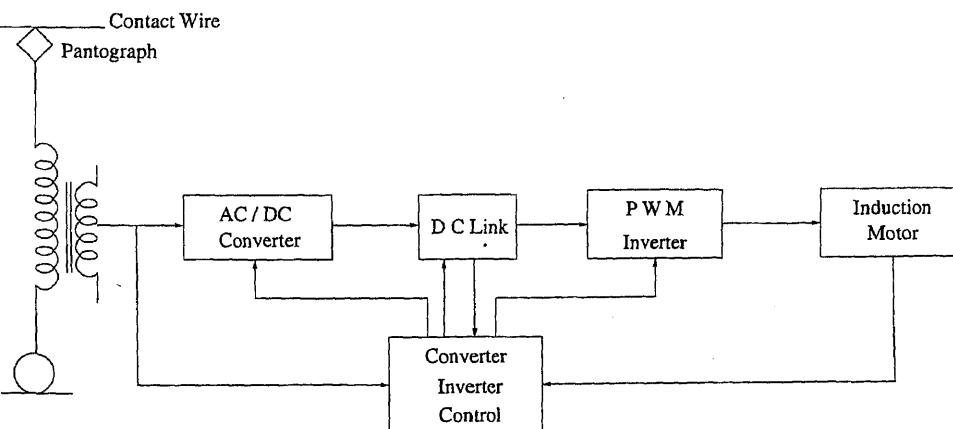 Contact Wire
Pantograph
AC / DC
Converter
D C Link
P W M
Inverter
Induction
Motor
Converter
Inverter
Control